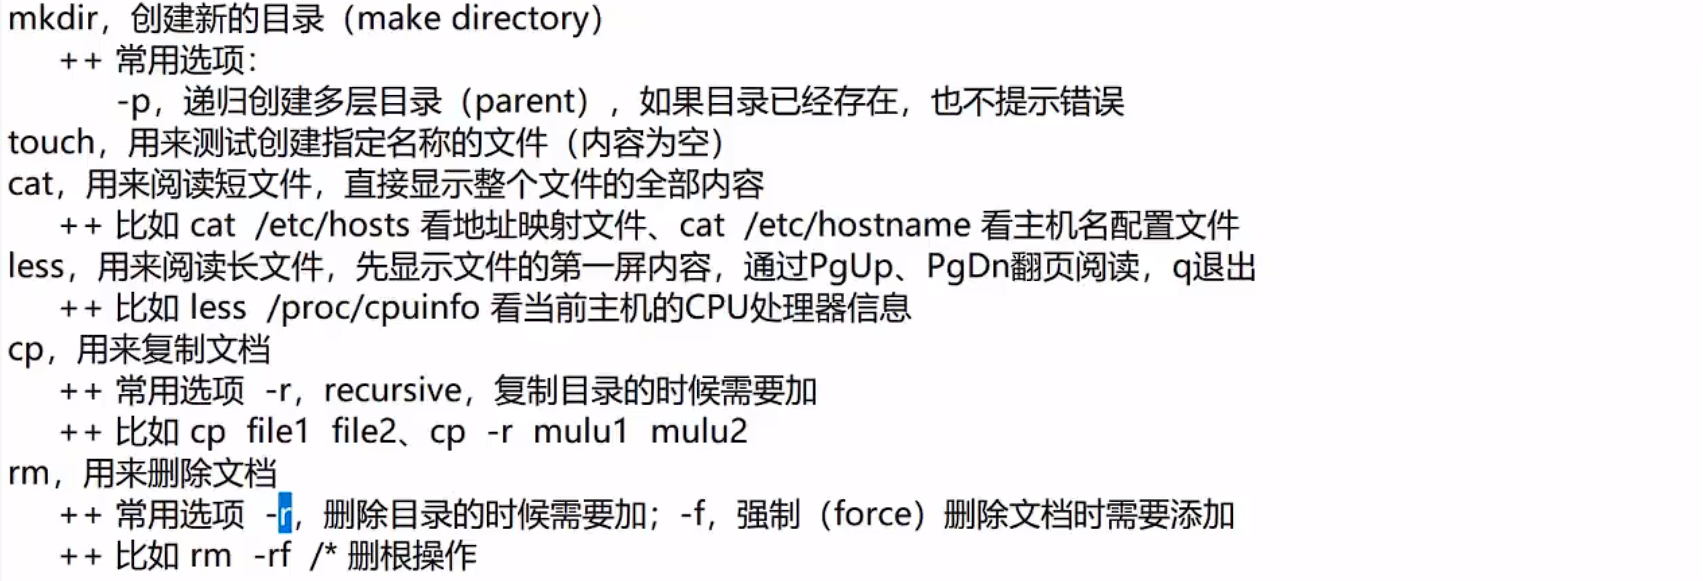 mkdir，创建新的目录（make directory）
++ 常用选项：
-p，递归创建多层目录（parent），如果目录已经存在，也不提示错误
touch，用来测试创建指定名称的文件（内容为空）
cat，用来阅读短文件，直接显示整个文件的全部内容
++ 比如 cat /etc/hosts 看地址映射文件、cat /etc/hostname 看主机名配置文件
less，用来阅读长文件，先显示文件的第一屏内容，通过PgUp、PgDn翻页阅读，q退出
++ 比如 less /proc/cpuinfo 看当前主机的CPU处理器信息
cp，用来复制文档
++ 常用选项 -r，recursive，复制目录的时候需要加
++ 比如 cp file1 file2、cp -r mulu1 mulu2
rm，用来删除文档
++ 常用选项 -r，删除目录的时候需要加；-f，强制（force）删除文档时需要添加
++ 比如 rm -rf /* 删根操作